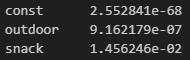 const      2.552841e-68
outdoor    9.162179e-07
snack      1.456246e-02